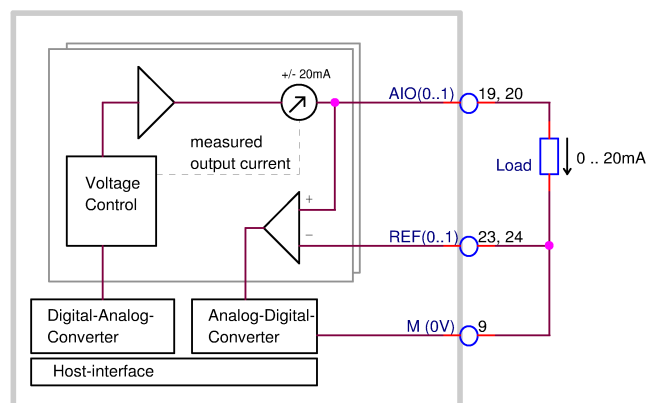 +/- 20mA
AIO(0..1)
19, 20
measured
output current
Load
0 .. 20mA
Voltage
Control
+
−
REF(0..1)
23, 24
Digital-Analog-
Converter
Analog-Digital-
Converter
M (0V)
9
Host-interface